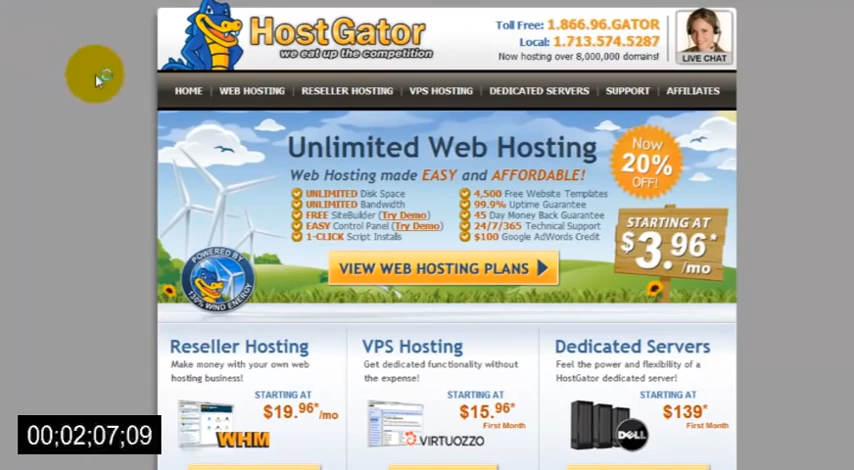 HostGator
we eat up the competition
Toll Free: 1.866.96.GATOR
Local: 1.713.574.5287
Now hosting over 8,000,000 domains!
LIVE CHAT
HOME WEB HOSTING RESELLER HOSTING VPS HOSTING DEDICATED SERVERS SUPPORT AFFILIATES
Unlimited Web Hosting
Web Hosting made EASY and AFFORDABLE!
UNLIMITED Disk Space
UNLIMITED Bandwidth
FREE SiteBuilder (Try Demo)
EASY Control Panel (Try Demo)
1-CLICK Script Installs
4,500 Free Website Templates
99.9% Uptime Guarantee
45 Day Money Back Guarantee
24/7/365 Technical Support
$100 Google AdWords Credit
Now
20%
OFF!
STARTING AT
$3.96*
/mo
VIEW WEB HOSTING PLANS
POWERED BY
130% WIND ENERGY
Reseller Hosting
Make money with your own web
hosting business!
STARTING AT
$19.96*/mo
WHM
VPS Hosting
Get dedicated functionality without
the expense!
STARTING AT
$15.96*
First Month
VIRTUOZZO
Dedicated Servers
Feel the power and flexibility of a
HostGator dedicated server!
STARTING AT
$139*
First Month
DELL
00;02;07;09